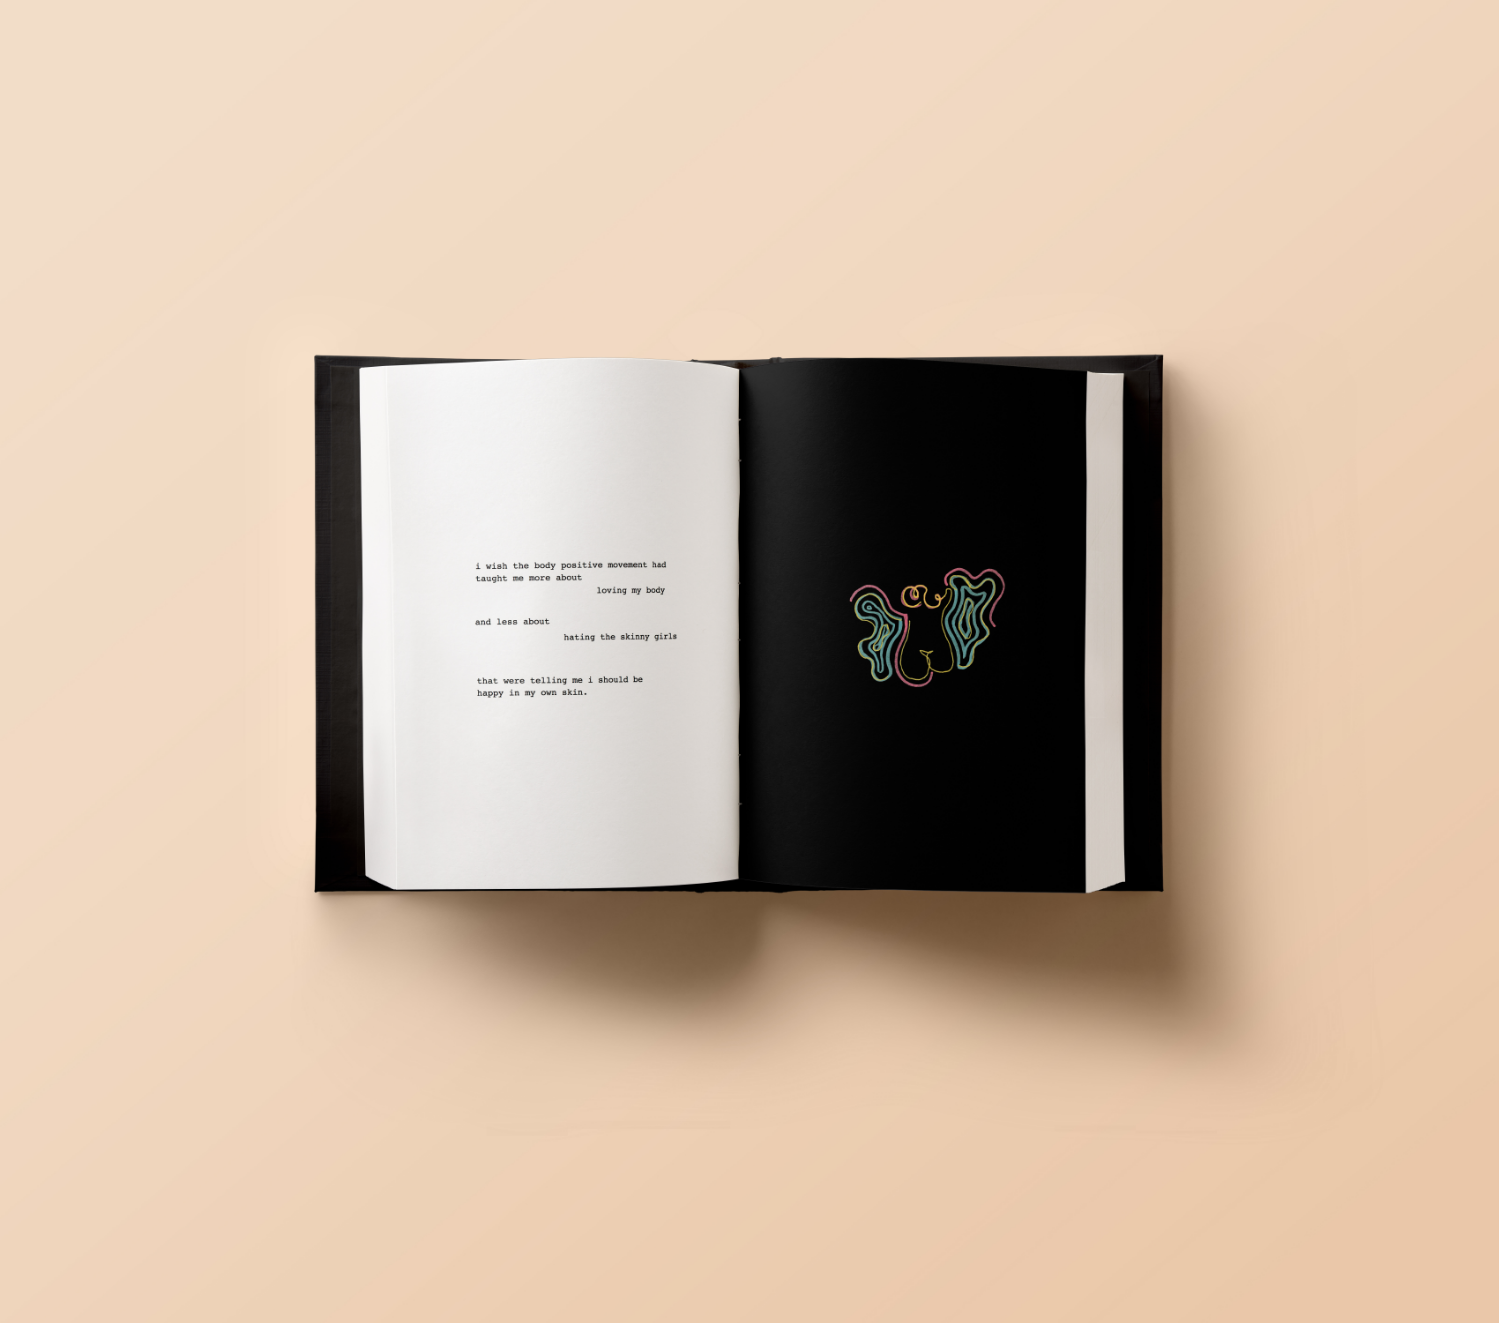 i wish the body positive movement had
taught me more about
loving my body
and less about
hating the skinny girls
that were telling me i should be
happy in my own skin.